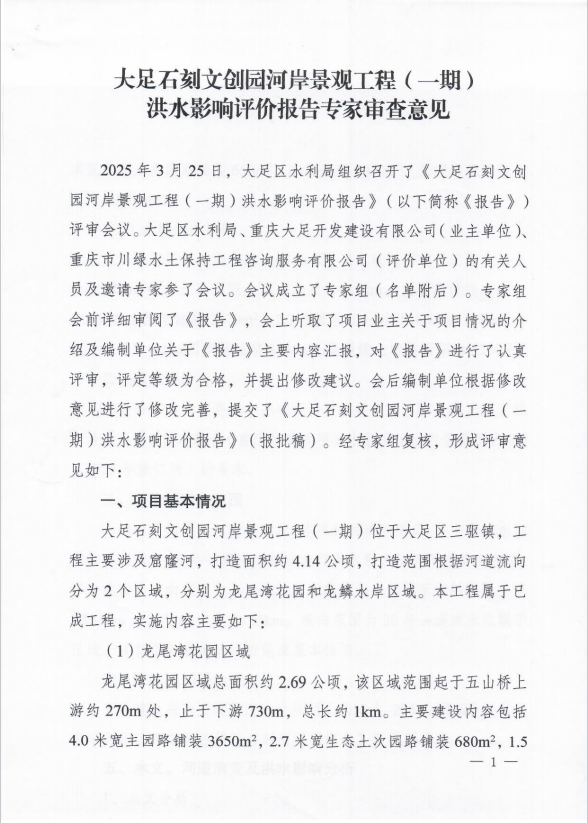 大足石刻文创园河岸景观工程（一期）
洪水影响评价报告专家审查意见
2025 年 3 月 25 日，大足区水利局组织召开了《大足石刻文创
园河岸景观工程（一期）洪水影响评价报告》（以下简称《报告》）
评审会议。大足区水利局、重庆大足开发建设有限公司（业主单位）、
重庆市川绿水土保持工程咨询服务有限公司（评价单位）的有关人
员及邀请专家参了会议。会议成立了专家组（名单附后）。专家组
会前详细审阅了《报告》，会上听取了项目业主关于项目情况的介
绍及编制单位关于《报告》主要内容汇报，对《报告》进行了认真
评审，评定等级为合格，并提出修改建议。会后编制单位根据修改
意见进行了修改完善，提交了《大足石刻文创园河岸景观工程（一
期）洪水影响评价报告》（报批稿）。经专家组复核，形成评审意
见如下：
一、项目基本情况
大足石刻文创园河岸景观工程（一期）位于大足区三驱镇，工
程主要涉及窟窿河，打造面积约 4.14 公顷，打造范围根据河道流向
分为 2 个区域，分别为龙尾湾花园和龙鳞水岸区域。本工程属于已
成工程，实施内容主要如下：
（1）龙尾湾花园区域
龙尾湾花园区域总面积约 2.69 公顷，该区域范围起于五山桥上
游约 270m 处，止于下游 730m，总长约 1km。主要建设内容包括
4.0 米宽主园路铺装 3650m²，2.7 米宽生态土次园路铺装 680m²，1.5
— 1 —